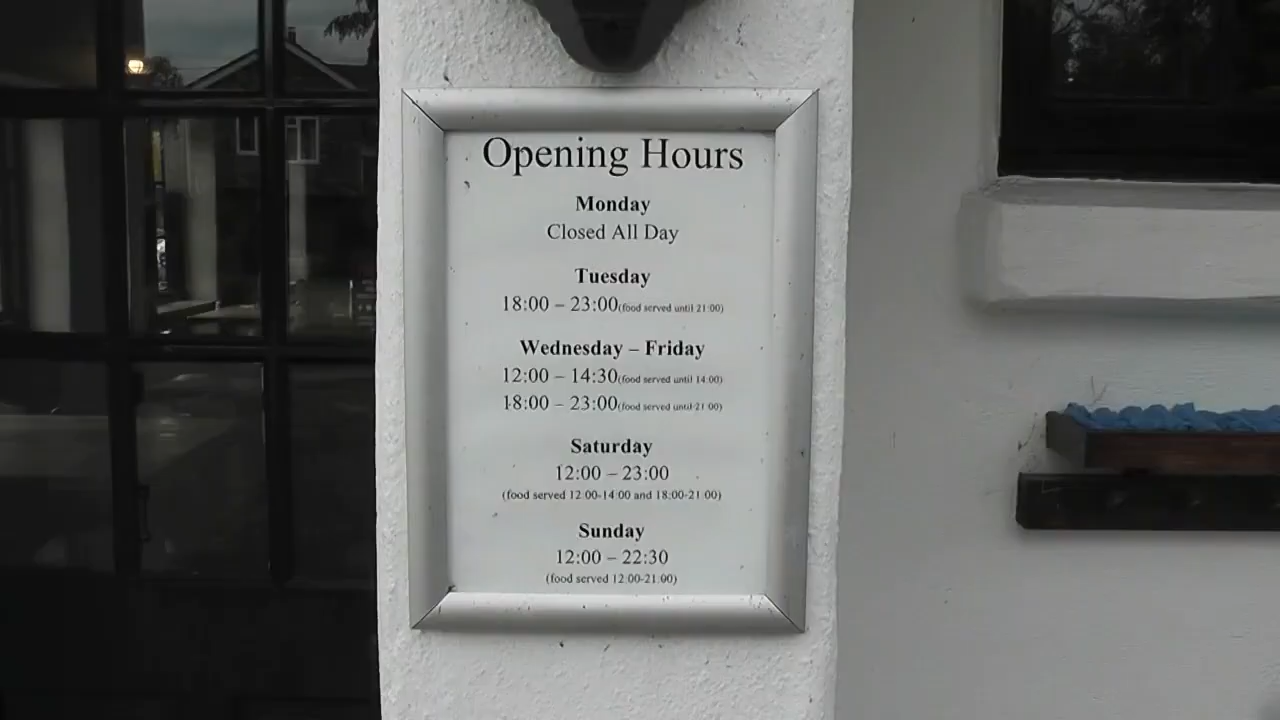 Opening Hours
Monday
Closed All Day
Tuesday
18:00 – 23:00(food served until 21:00)
Wednesday – Friday
12:00 – 14:30(food served until 14:00)
18:00 – 23:00(food served until 21:00)
Saturday
12:00 – 23:00
(food served 12:00-14:00 and 18:00-21:00)
Sunday
12:00 – 22:30
(food served 12:00-21:00)